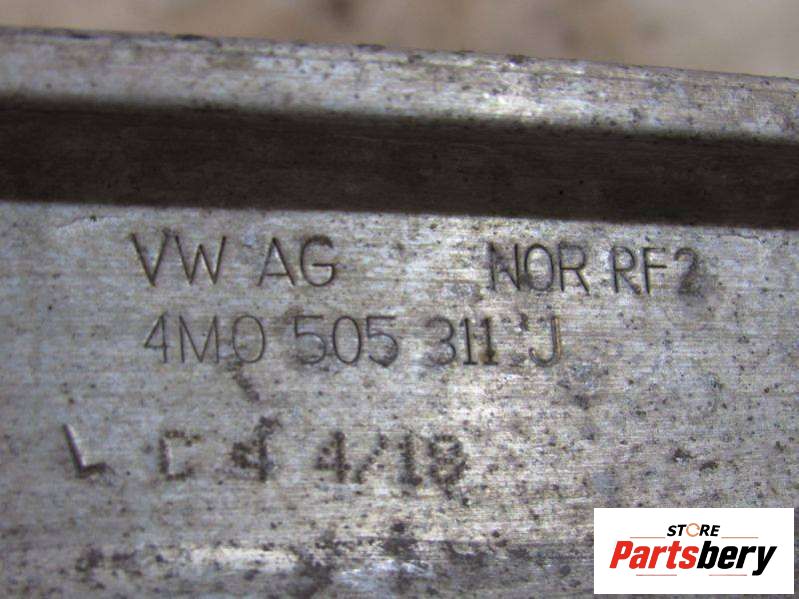 VW AG NOR RF2
4M0 505 311 J
L C 4 4/18
STORE
Partsbery